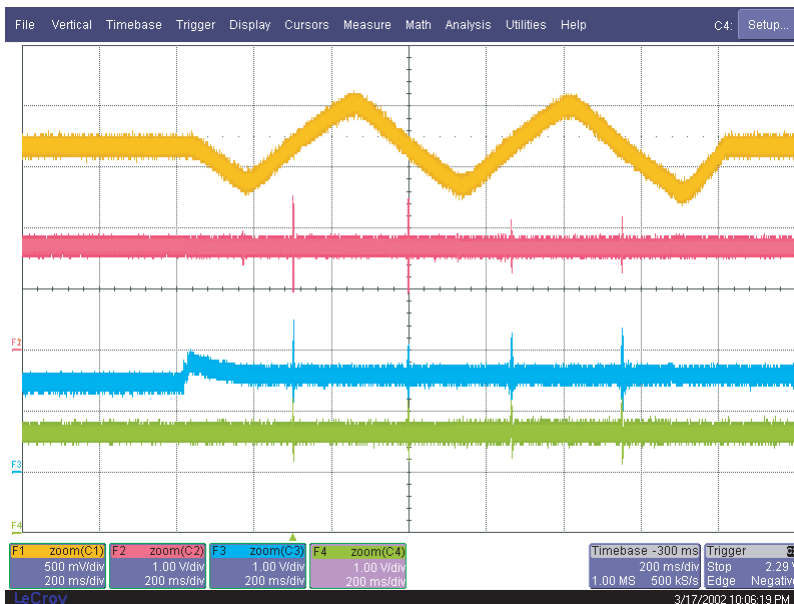 File Vertical Timebase Trigger Display Cursors Measure Math Analysis Utilities Help C4: Setup...
F2
F3
F4
F1 zoom(C1) F2 zoom(C2) F3 zoom(C3) F4 zoom(C4) Timebase -300 ms Trigger
500 mV/div 1.00 V/div 1.00 V/div 1.00 V/div 200 ms/div Stop 2.29 V
200 ms/div 200 ms/div 200 ms/div 200 ms/div 1.00 MS 500 kS/s Edge Negative
LeCroy 3/17/2002 10:06:19 PM